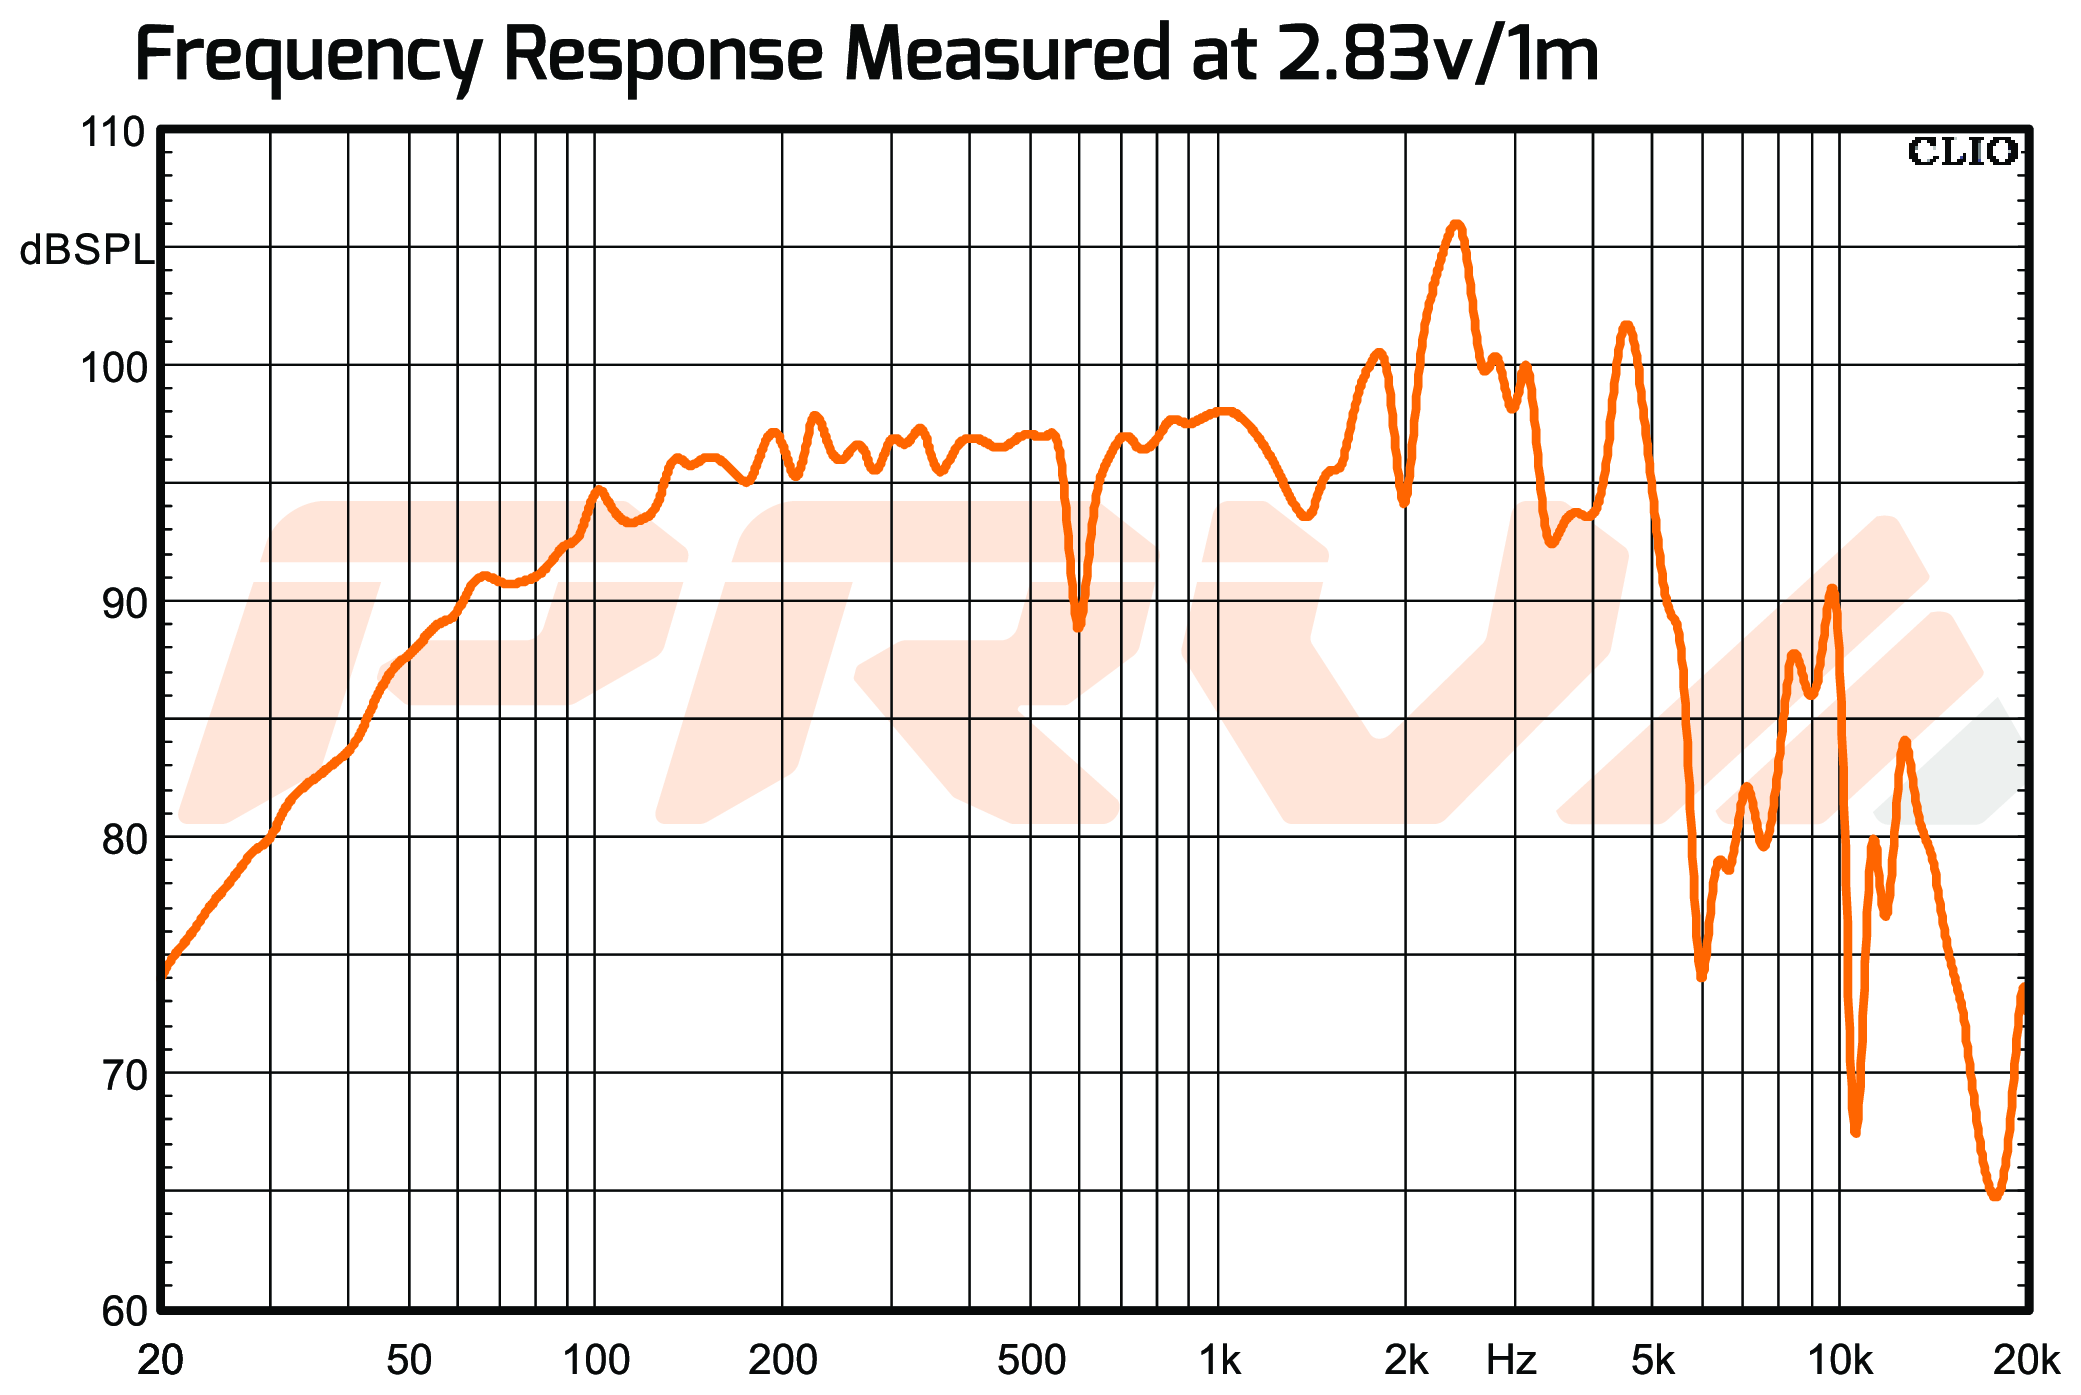 Frequency Response Measured at 2.83v/1m
110
CLIO
dBSPL
100
90
PRV
80
70
60
20 50 100 200 500 1k 2k Hz 5k 10k 20k